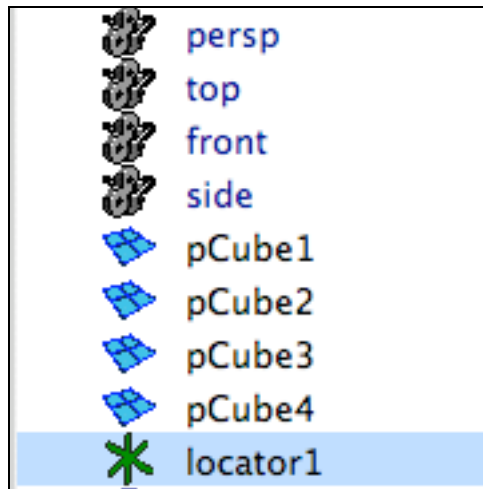 persp
top
front
side
pCube1
pCube2
pCube3
pCube4
locator1